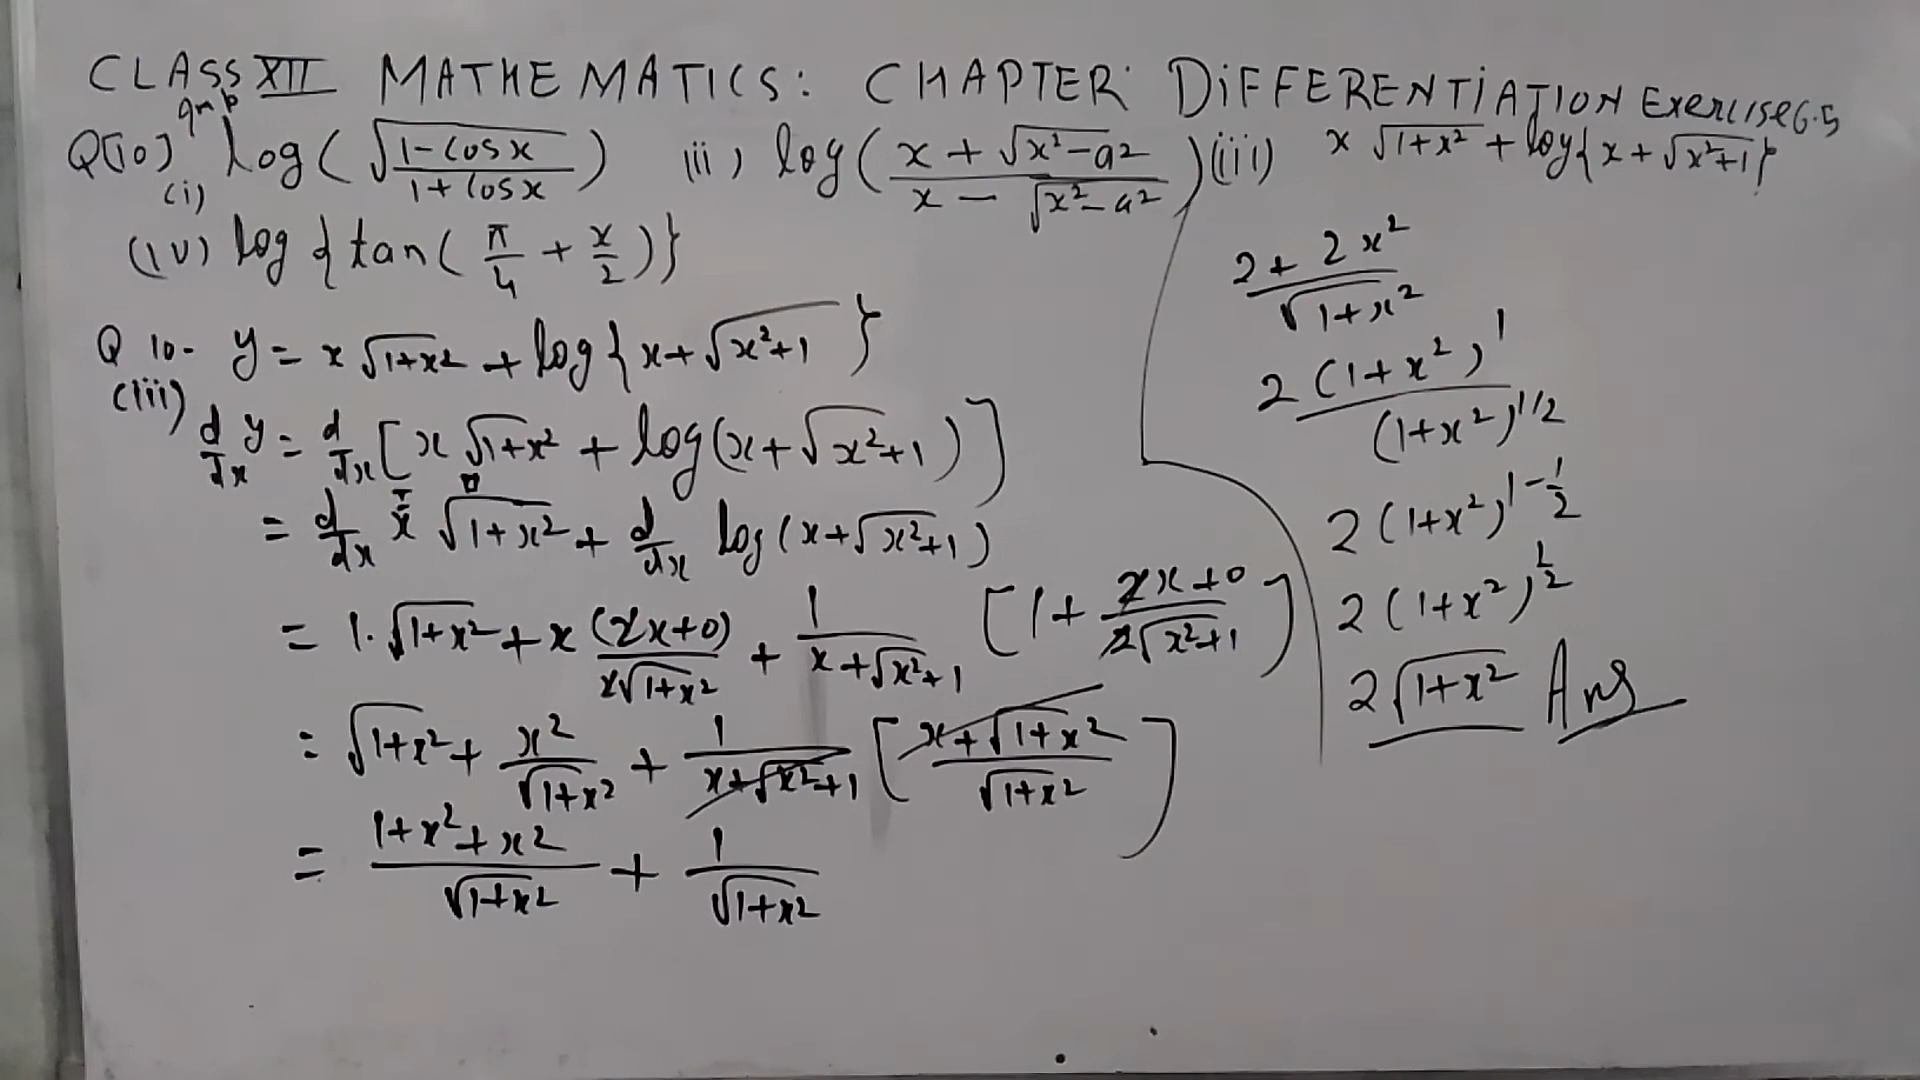 CLASS XII MATHEMATICS: CHAPTER: DiFFERENTiATION Exercise 6.5
Q[10] (i) log(√(1-cosx)/(1+cosx)) (ii) log((x+√x²-a²)/(x-√x²-a²)) (iii) x√1+x² + log{x+√x²+1}
(iv) log{tan(π/4 + x/2)}
Q 10- (iii) y = x√1+x² + log{x+√x²+1}
d/dx y = d/dx [x√1+x² + log(x+√x²+1)]
= d/dx x √1+x² + d/dx log(x+√x²+1)
= 1.√1+x² + x (2x+0)/2√1+x² + 1/(x+√x²+1) [1 + (2x+0)/2√x²+1]
= √1+x² + x²/√1+x² + 1/(x+√x²+1) [(x+√1+x²)/√1+x²]
= (1+x²+x²)/√1+x² + 1/√1+x²
(2+2x²)/√1+x²
2(1+x²)¹/(1+x²)^1/2
2(1+x²)^1-1/2
2(1+x²)^1/2
2√1+x² Ans